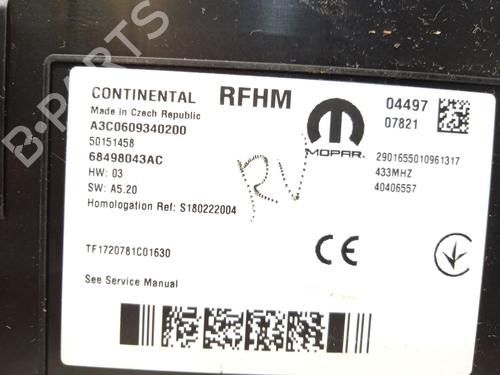 B-PARTS
CONTINENTAL RFHM 04497
Made in Czech Republic 07821
A3C0609340200
50151458
68498043AC
HW: 03
SW: A5.20
Homologation Ref: S180222004
MOPAR.
2901655010961317
433MHZ
40406557
RV
CE
TF1720781C01630
See Service Manual